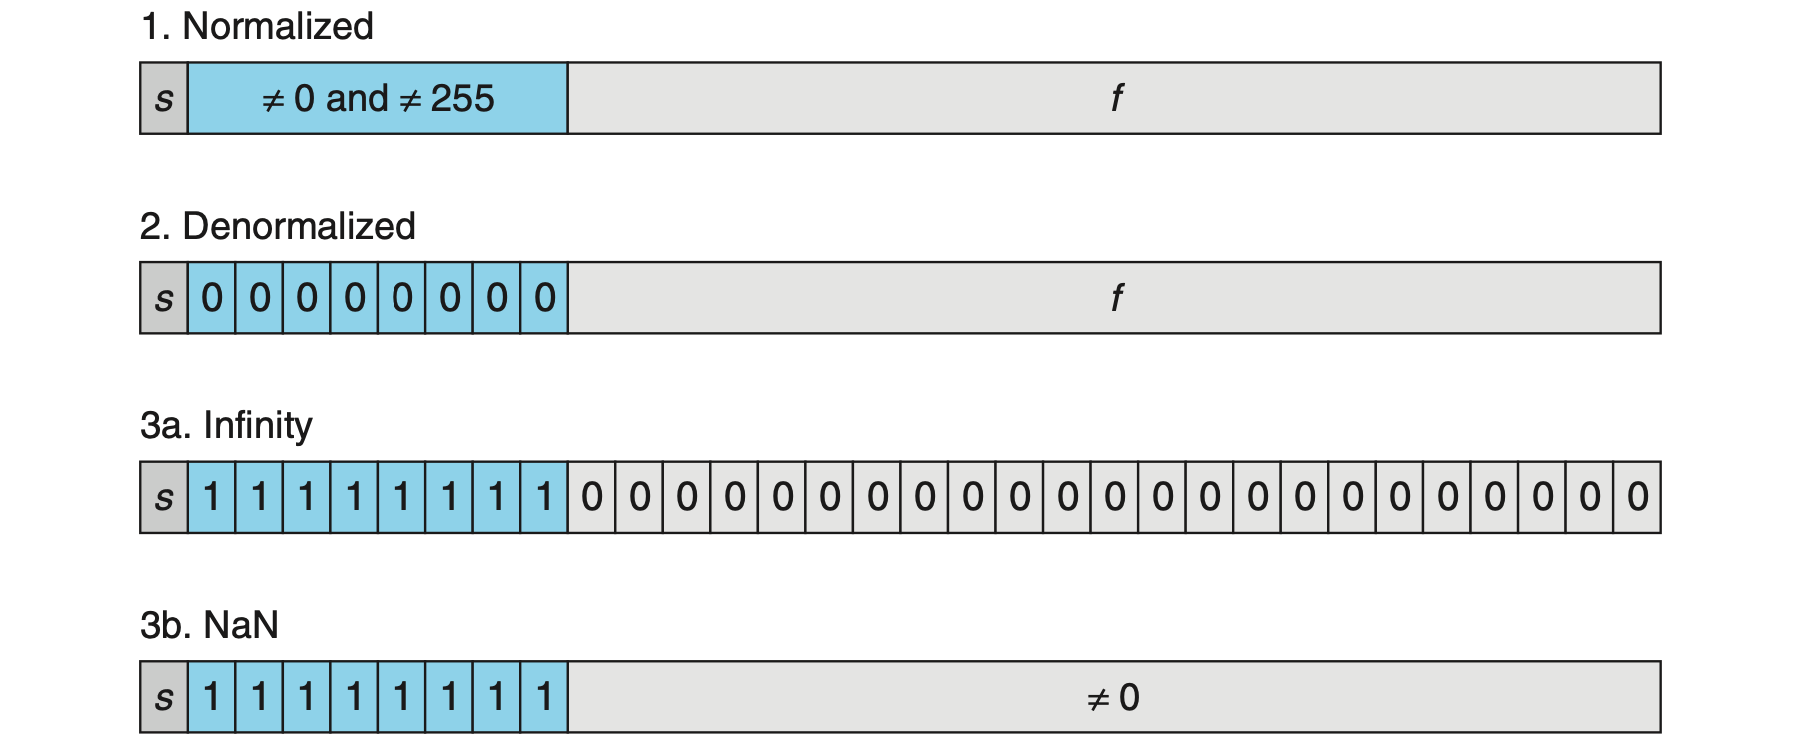 1. Normalized
s ≠ 0 and ≠ 255 f
2. Denormalized
s 0 0 0 0 0 0 0 0 f
3a. Infinity
s 1 1 1 1 1 1 1 1 0 0 0 0 0 0 0 0 0 0 0 0 0 0 0 0 0 0 0 0 0 0 0
3b. NaN
s 1 1 1 1 1 1 1 1 ≠ 0